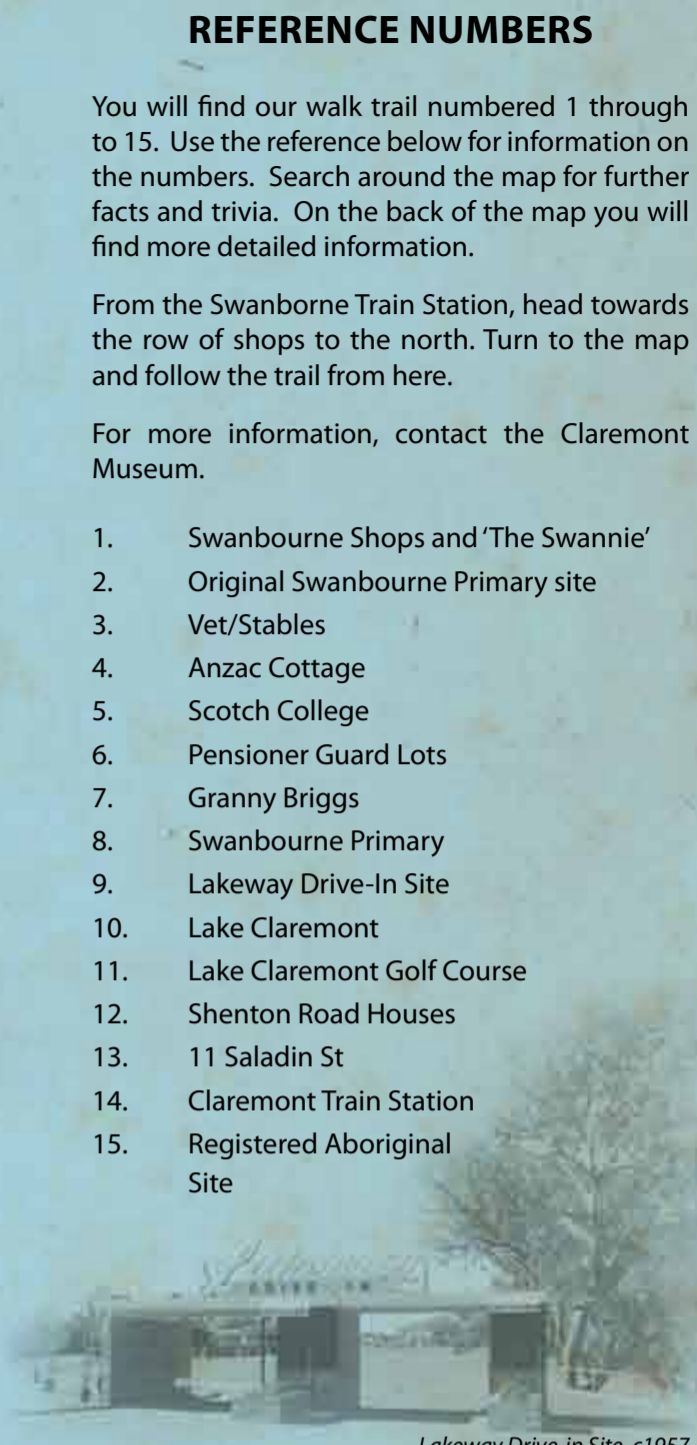 REFERENCE NUMBERS
You will find our walk trail numbered 1 through
to 15. Use the reference below for information on
the numbers. Search around the map for further
facts and trivia. On the back of the map you will
find more detailed information.
From the Swanborne Train Station, head towards
the row of shops to the north. Turn to the map
and follow the trail from here.
For more information, contact the Claremont
Museum.
1. Swanbourne Shops and ‘The Swannie’
2. Original Swanbourne Primary site
3. Vet/Stables
4. Anzac Cottage
5. Scotch College
6. Pensioner Guard Lots
7. Granny Briggs
8. Swanbourne Primary
9. Lakeway Drive-In Site
10. Lake Claremont
11. Lake Claremont Golf Course
12. Shenton Road Houses
13. 11 Saladin St
14. Claremont Train Station
15. Registered Aboriginal
Site
Lakeway Drive-in Site, c1957